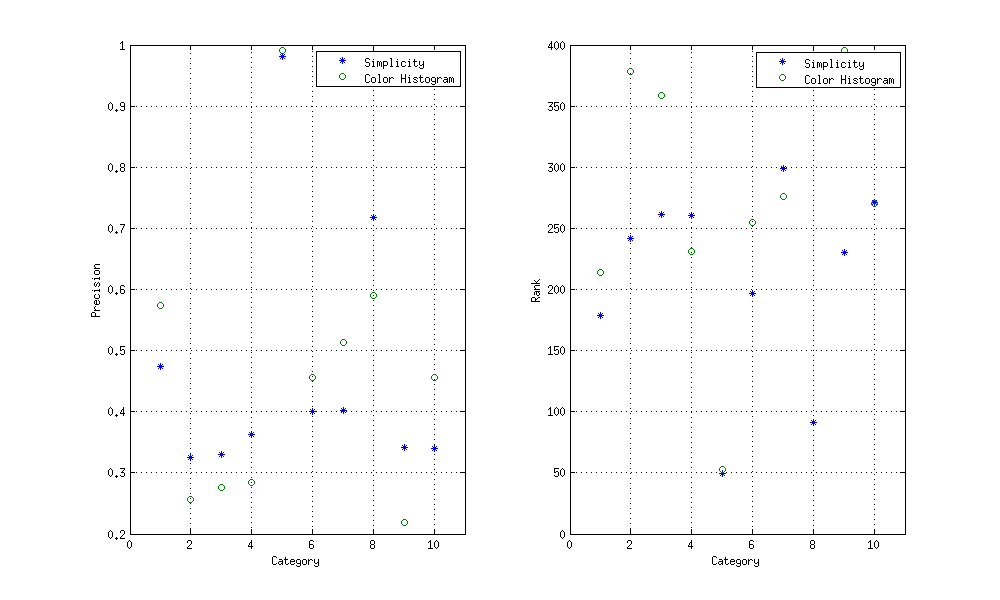 1
0.9
0.8
0.7
0.6
0.5
0.4
0.3
0.2
Precision
0 2 4 6 8 10
Category
Simplicity
Color Histogram
400
350
300
250
200
150
100
50
0
Rank
0 2 4 6 8 10
Category
Simplicity
Color Histogram